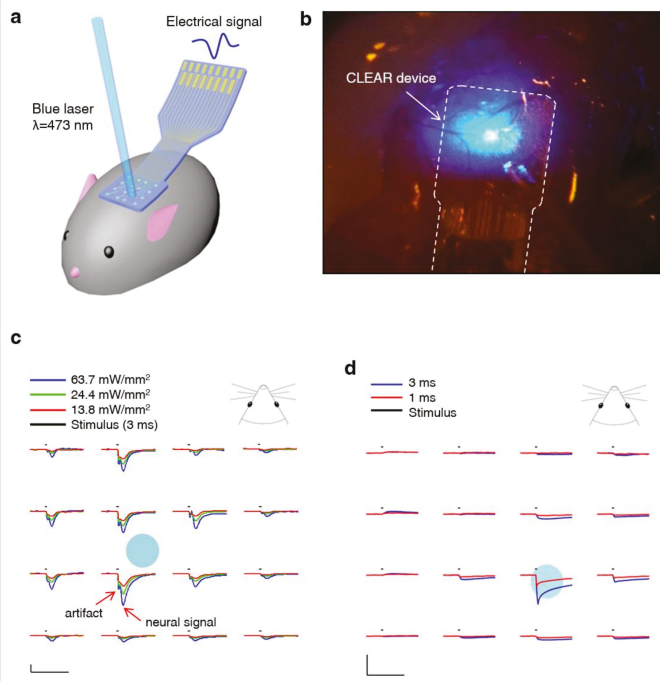 a
Electrical signal
Blue laser
λ=473 nm
b
CLEAR device
c
63.7 mW/mm²
24.4 mW/mm²
13.8 mW/mm²
Stimulus (3 ms)
artifact
neural signal
d
3 ms
1 ms
Stimulus